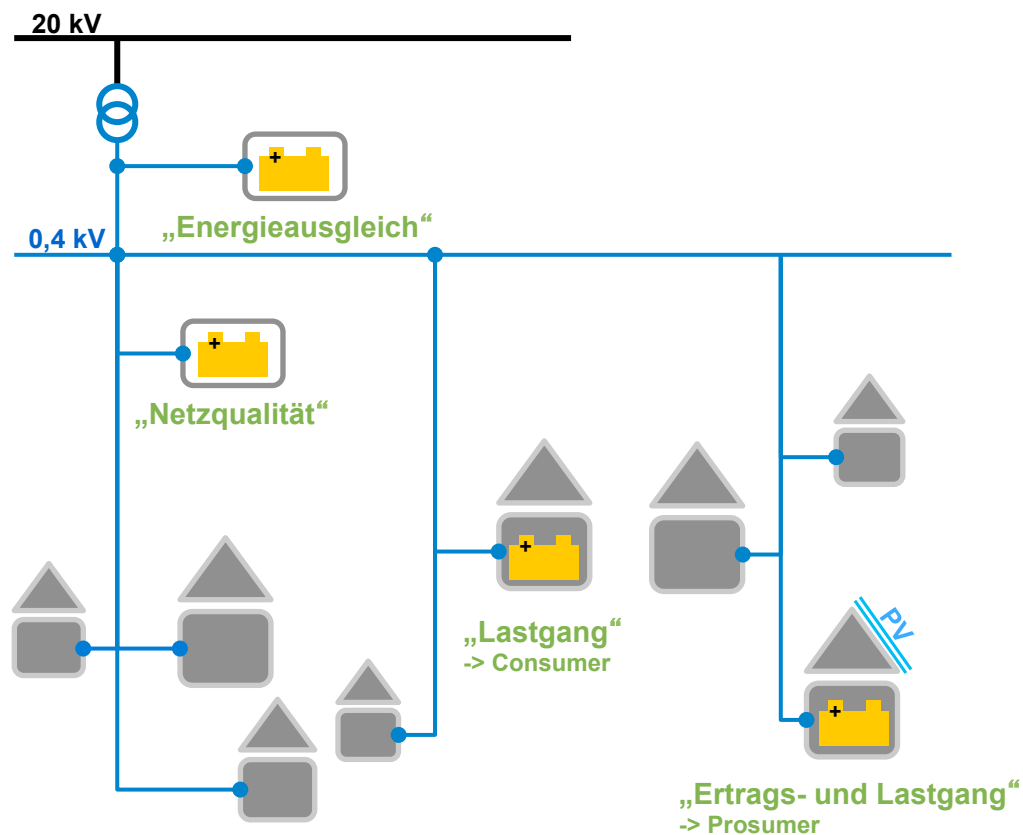 20 kV
+
„Energieausgleich“
0,4 kV
+
„Netzqualität“
+
PV
„Lastgang“
-> Consumer
+
„Ertrags- und Lastgang“
-> Prosumer